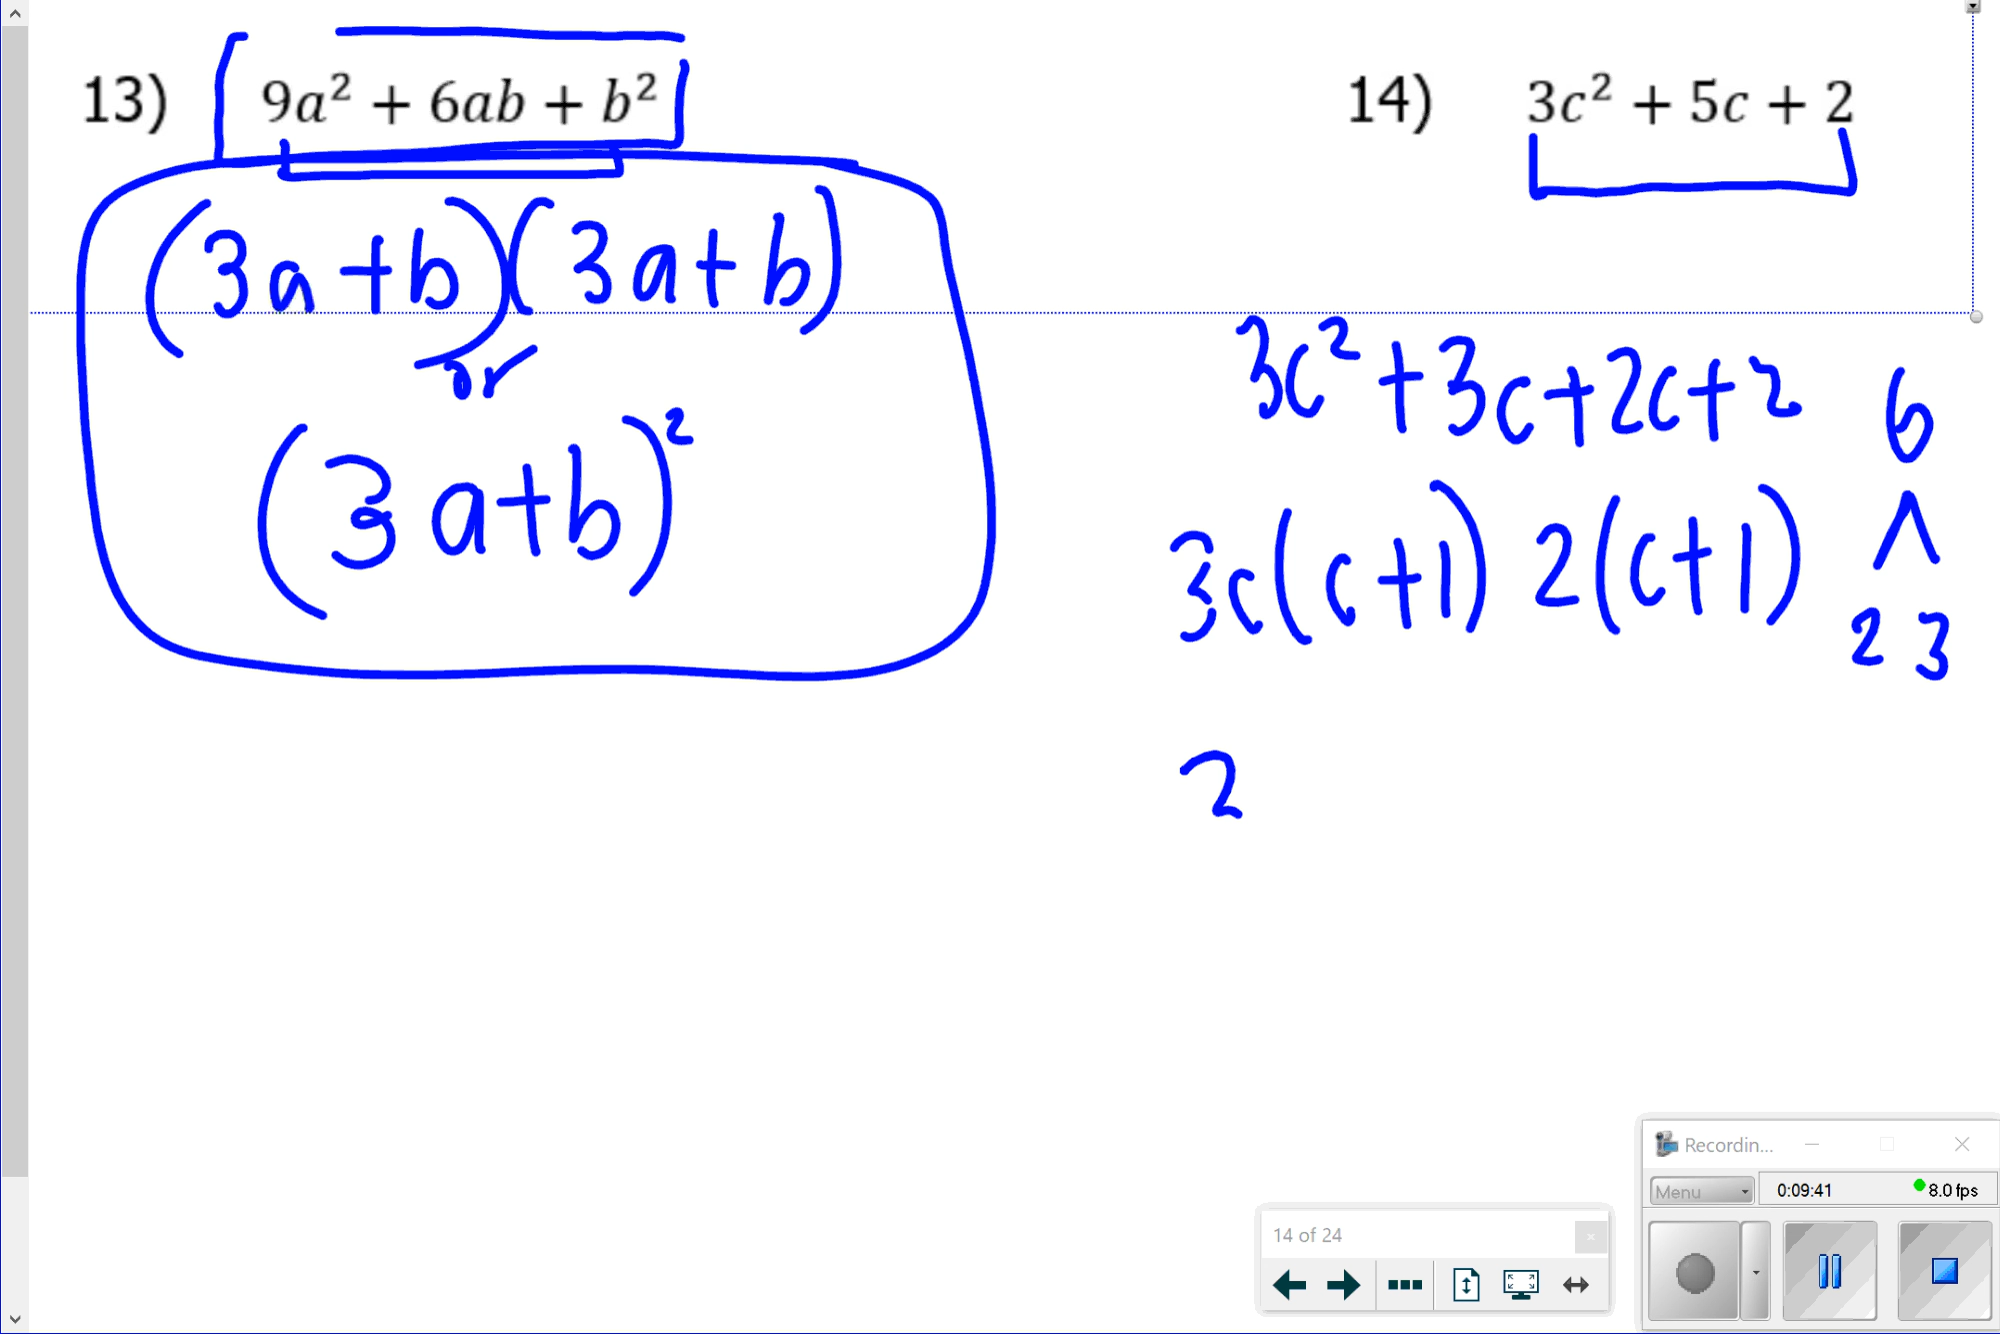 13) 9a² + 6ab + b²
(3a+b)(3a+b)
or
(3a+b)²
14) 3c² + 5c + 2
3c²+3c+2c+2
6
3c(c+1) 2(c+1)
2 3
2
Recordin...
Menu 0:09:41 8.0 fps
14 of 24